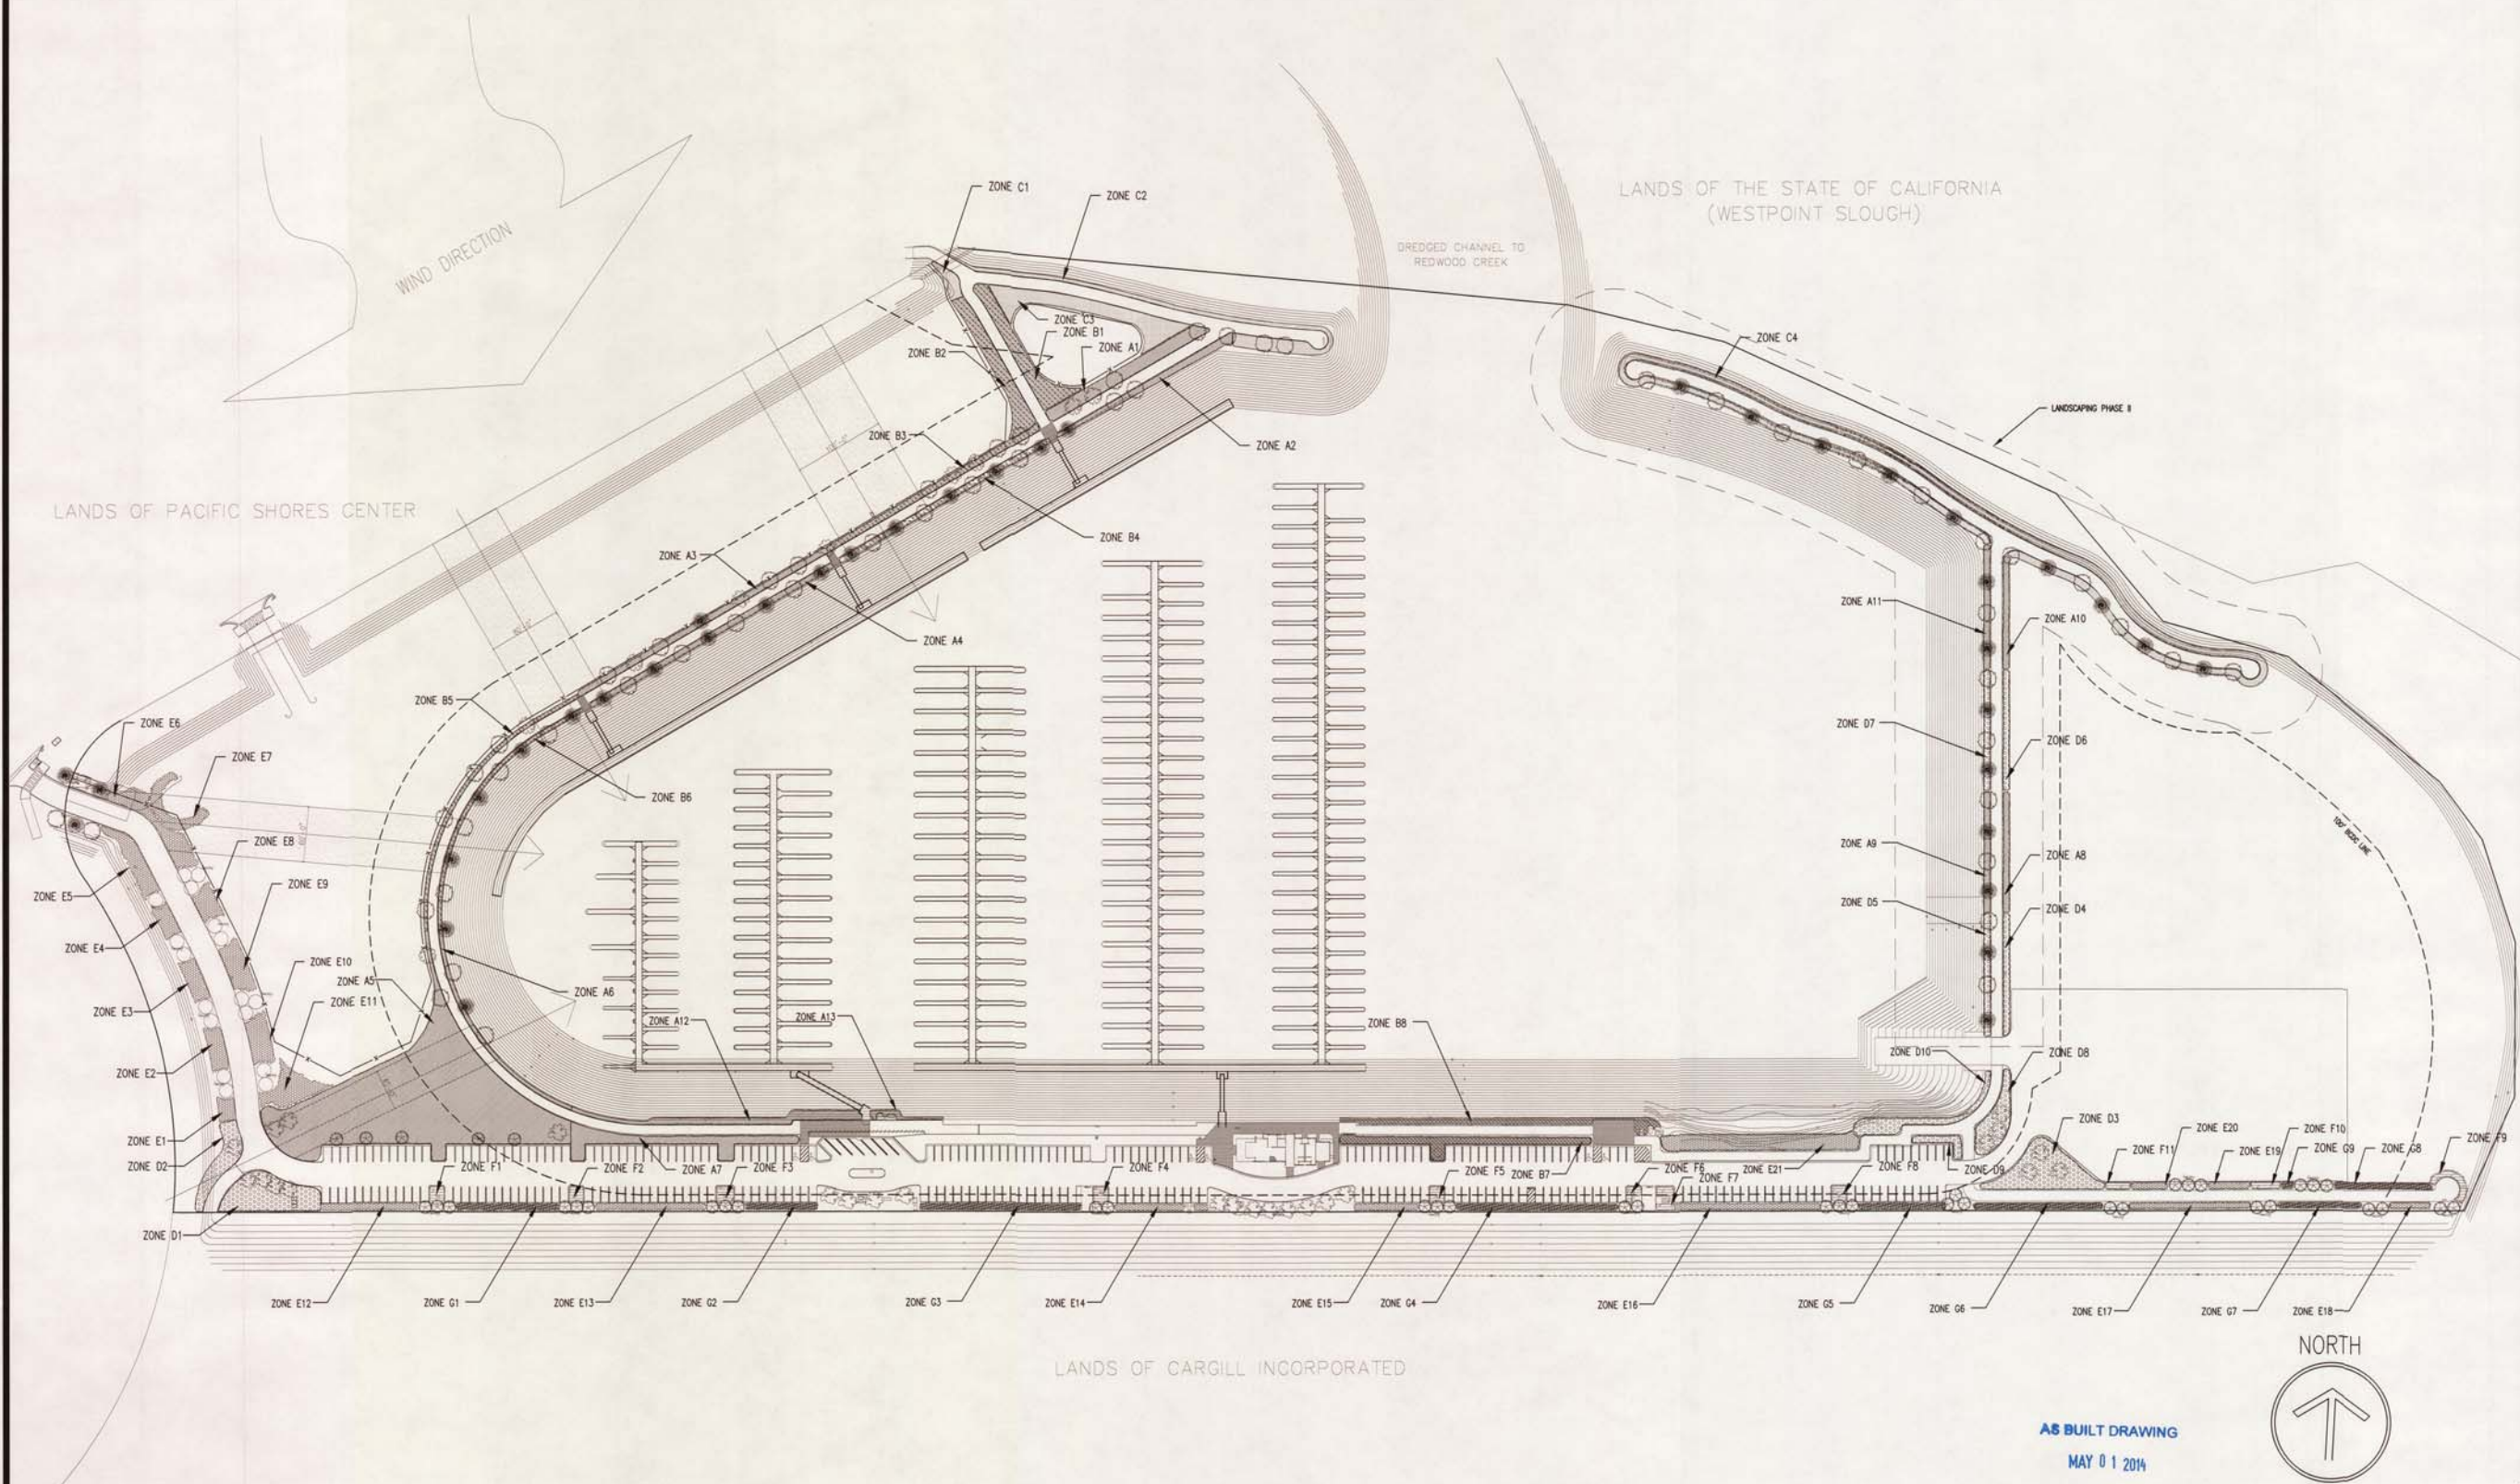 ZONE C1
ZONE C2
LANDS OF THE STATE OF CALIFORNIA
(WESTPOINT SLOUGH)
WIND DIRECTION
DREDGED CHANNEL TO
REDWOOD CREEK
ZONE C3
ZONE B1
ZONE A1
ZONE B2
ZONE C4
LANDSCAPING PHASE II
ZONE B3
ZONE A2
LANDS OF PACIFIC SHORES CENTER
ZONE B4
ZONE A3
ZONE A11
ZONE A10
ZONE A4
ZONE B5
ZONE E6
ZONE D7
ZONE D6
ZONE E7
ZONE B6
100' BCDC LINE
ZONE E8
ZONE A9
ZONE A8
ZONE E9
ZONE E5
ZONE D5
ZONE D4
ZONE E4
ZONE E10
ZONE A5
ZONE A6
ZONE E11
ZONE E3
ZONE A12
ZONE A13
ZONE B8
ZONE D10
ZONE D8
ZONE E2
ZONE D3
ZONE E1
ZONE E20
ZONE F10
ZONE F11
ZONE E19
ZONE G9
ZONE G8
ZONE F9
ZONE D2
ZONE F1
ZONE F2
ZONE A7
ZONE F3
ZONE F4
ZONE F5
ZONE B7
ZONE F6
ZONE F7
ZONE E21
ZONE F8
ZONE D9
ZONE D1
ZONE E12
ZONE G1
ZONE E13
ZONE G2
ZONE G3
ZONE E14
ZONE E15
ZONE G4
ZONE E16
ZONE G5
ZONE G6
ZONE E17
ZONE G7
ZONE E18
NORTH
LANDS OF CARGILL INCORPORATED
AS BUILT DRAWING
MAY 01 2014